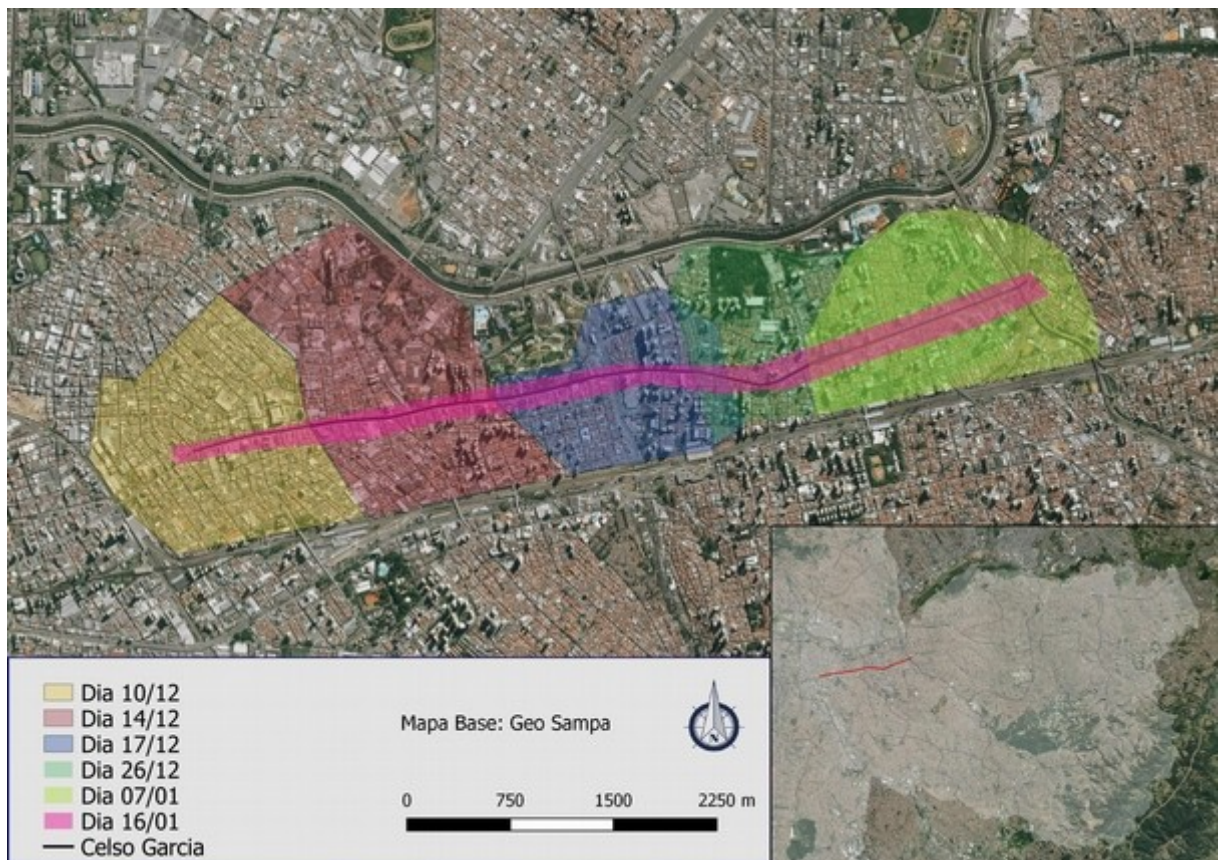 Dia 10/12
Dia 14/12
Dia 17/12
Dia 26/12
Dia 07/01
Dia 16/01
Celso Garcia
Mapa Base: Geo Sampa
N
0 750 1500 2250 m